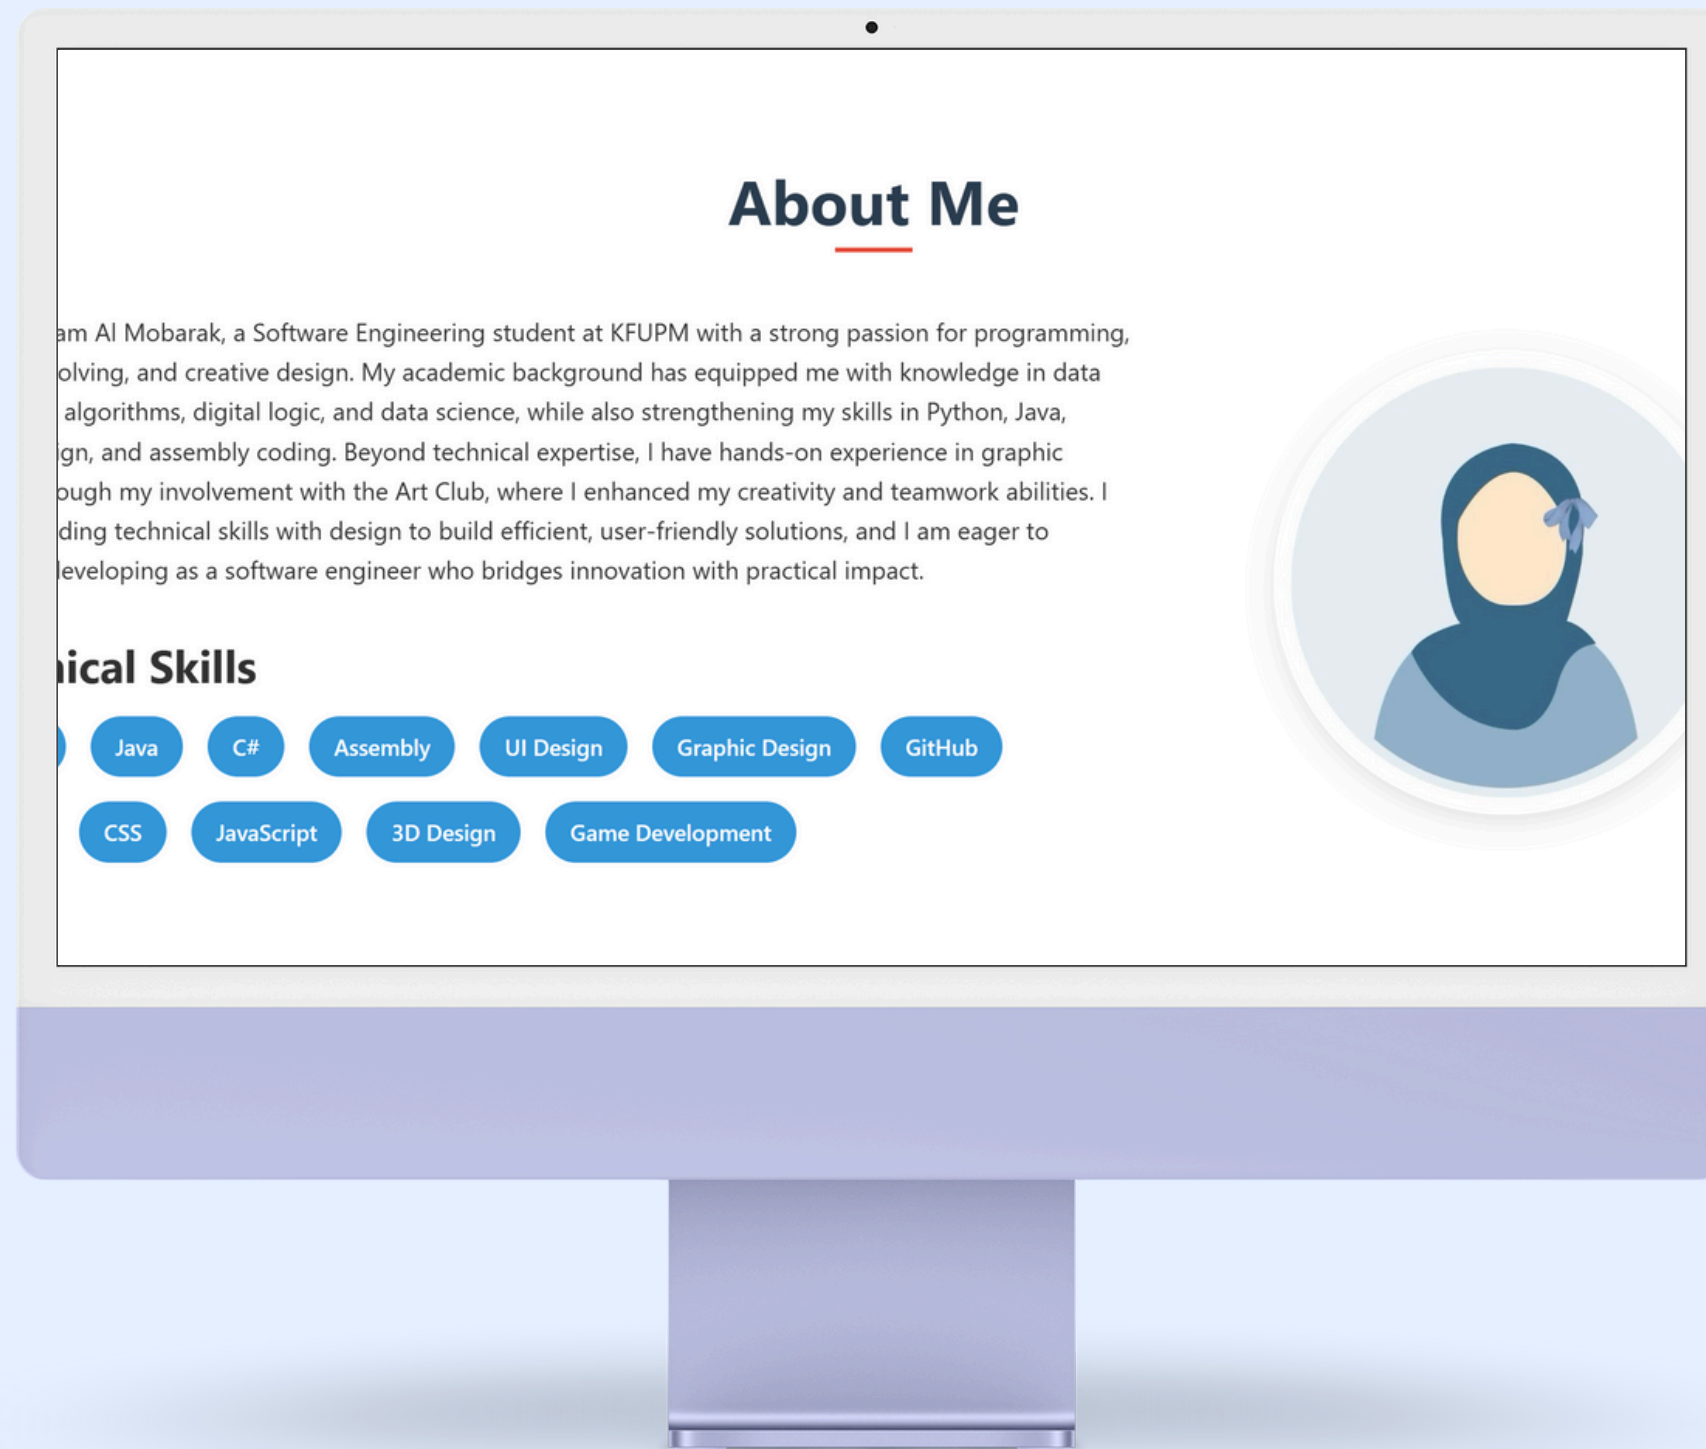 About Me
am Al Mobarak, a Software Engineering student at KFUPM with a strong passion for programming,
olving, and creative design. My academic background has equipped me with knowledge in data
algorithms, digital logic, and data science, while also strengthening my skills in Python, Java,
ign, and assembly coding. Beyond technical expertise, I have hands-on experience in graphic
ough my involvement with the Art Club, where I enhanced my creativity and teamwork abilities. I
ding technical skills with design to build efficient, user-friendly solutions, and I am eager to
developing as a software engineer who bridges innovation with practical impact.
nical Skills
Java C# Assembly UI Design Graphic Design GitHub
CSS JavaScript 3D Design Game Development